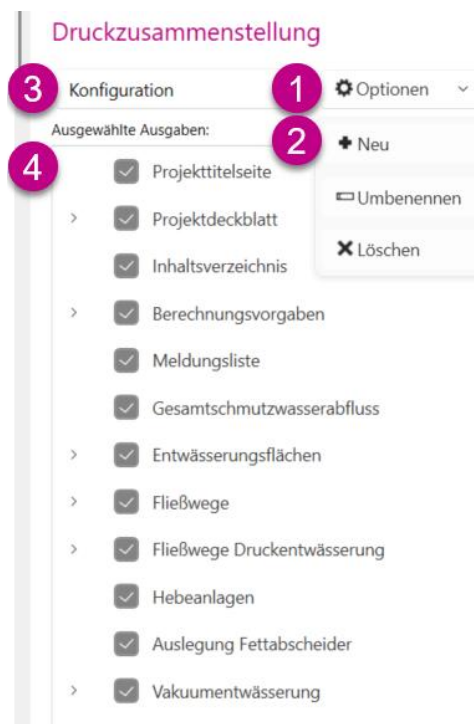 Druckzusammenstellung
3 Konfiguration 1 Optionen
Ausgewählte Ausgaben: 2 Neu
4 Projekttitelseite
Umbenennen
Projektdeckblatt
Löschen
Inhaltsverzeichnis
Berechnungsvorgaben
Meldungsliste
Gesamtschmutzwasserabfluss
Entwässerungsflächen
Fließwege
Fließwege Druckentwässerung
Hebeanlagen
Auslegung Fettabscheider
Vakuumentwässerung